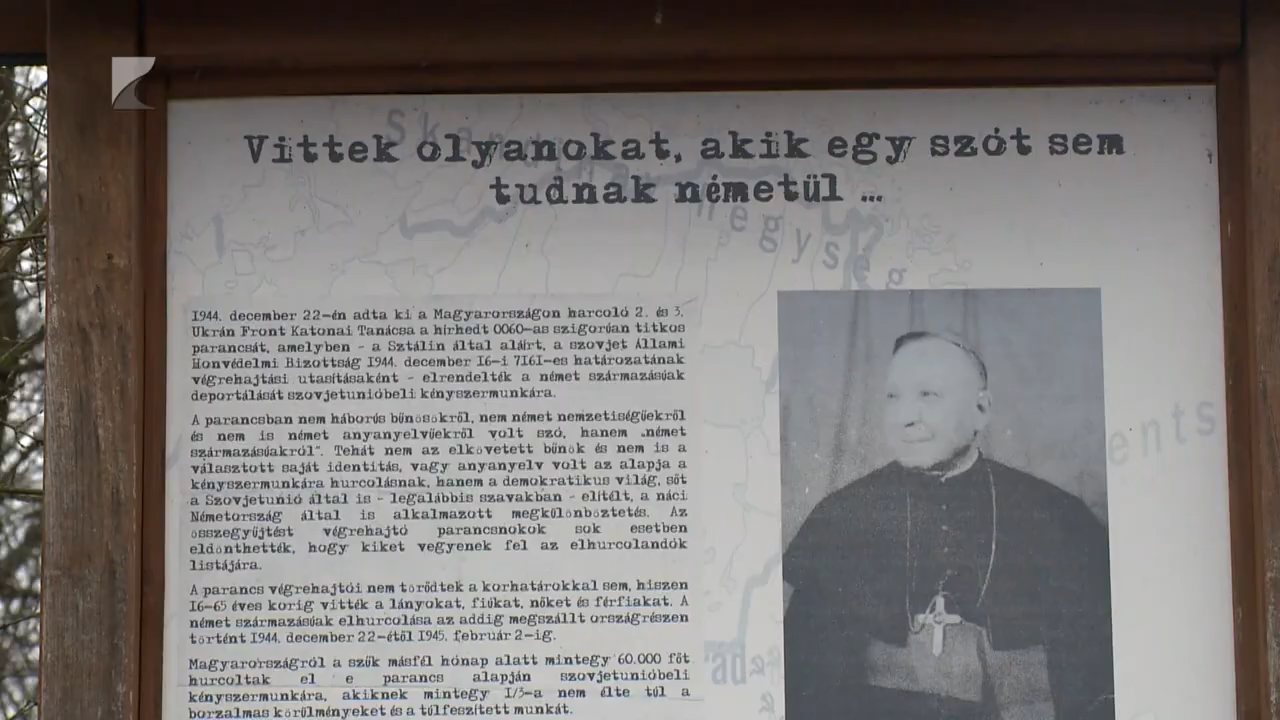 Vittek olyanokat, akik egy szót sem
tudnak németül ...
1944. december 22-én adta ki a Magyarországon harcoló 2. és 3.
Ukrán Front Katonai Tanácsa a hírhedt 0060-as szigorúan titkos
parancsát, amelyben - a Sztálin által aláírt, a szovjet Állami
Honvédelmi Bizottság 1944. december 16-i 7161-es határozatának
végrehajtási utasításaként - elrendelték a német származásúak
deportálását szovjetunióbeli kényszermunkára.
A parancsban nem háborús bűnösökről, nem német nemzetiségűekről
és nem is német anyanyelvűekről volt szó, hanem „német
származásúakról". Tehát nem az elkövetett bűnök és nem is a
választott saját identitás, vagy anyanyelv volt az alapja a
kényszermunkára hurcolásnak, hanem a demokratikus világ, sőt
a Szovjetunió által is - legalábbis szavakban - elítélt, a náci
Németország által is alkalmazott megkülönböztetés. Az
összegyűjtést végrehajtó parancsnokok sok esetben
eldönthették, hogy kiket vegyenek fel az elhurcolandók
listájára.
A parancs végrehajtói nem törődtek a korhatárokkal sem, hiszen
16-65 éves korig vitték a lányokat, fiúkat, nőket és férfiakat. A
német származásúak elhurcolása az addig megszállt országrészen
történt 1944. december 22-étől 1945. február 2-ig.
Magyarországról a szűk másfél hónap alatt mintegy 60.000 főt
hurcoltak el e parancs alapján szovjetunióbeli
kényszermunkára, akiknek mintegy 1/3-a nem élte túl a
borzalmas körülményeket és a túlfeszített munkát.